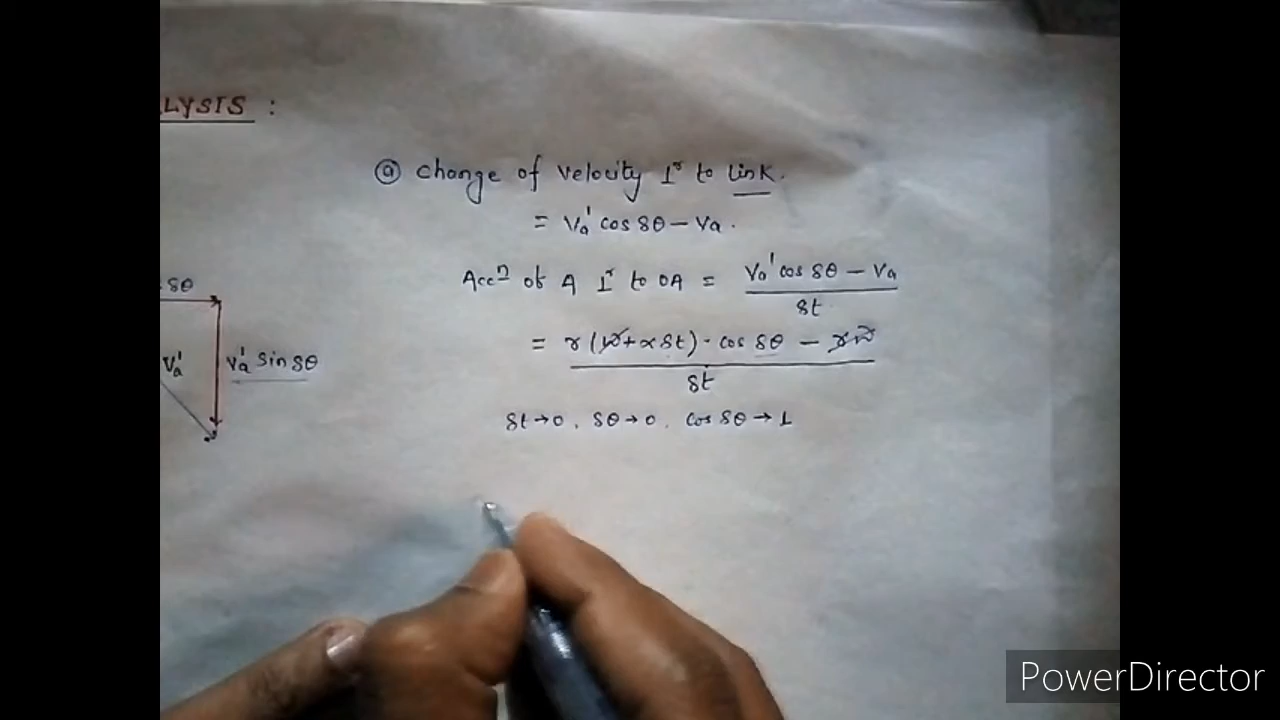 LYSIS :
ⓐ Change of velocity ⊥ʳ to link.
= Va' cos δθ − Va.
Accⁿ of A ⊥ʳ to OA = Va' cos δθ − Va
δt
= r(ω + αδt) · cos δθ − rω
δt
δt→0, δθ→0, cos δθ → 1
δθ
Va'
Va' sin δθ
PowerDirector